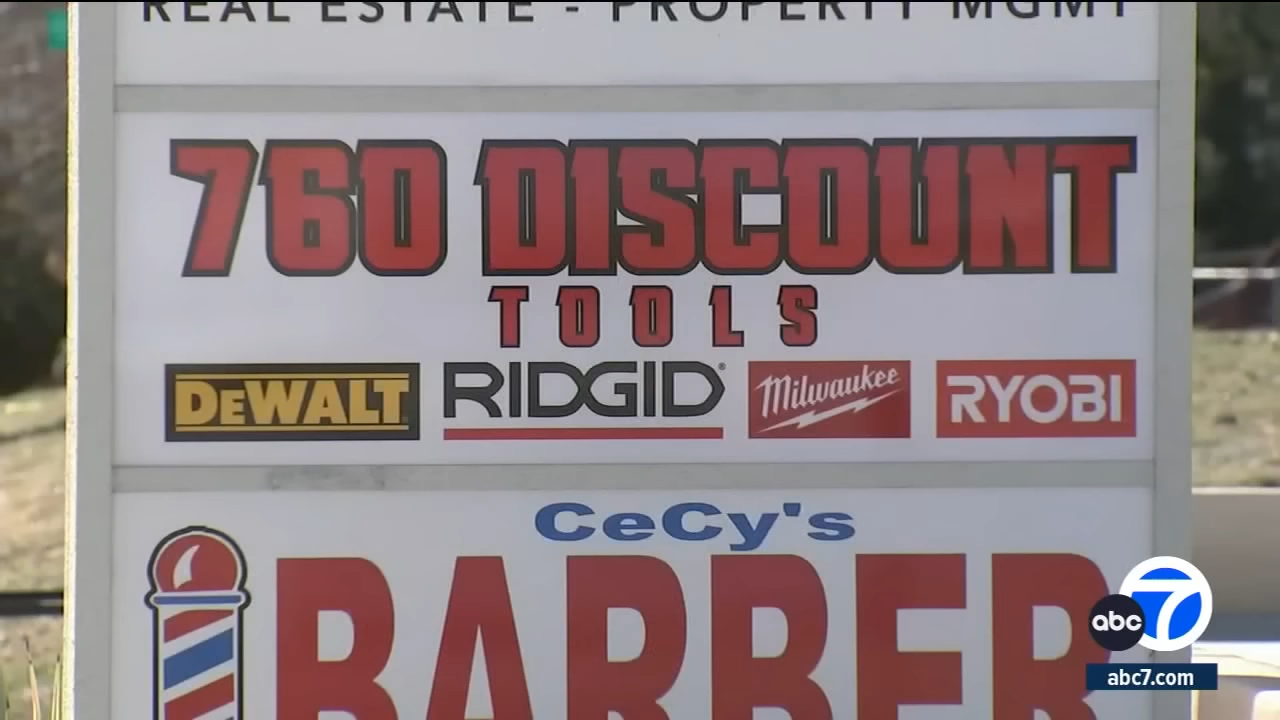 REAL ESTATE - PROPERTY MGMT
760 DISCOUNT
TOOLS
DEWALT RIDGID® Milwaukee RYOBI
CeCy's
BARBER
abc 7
abc7.com